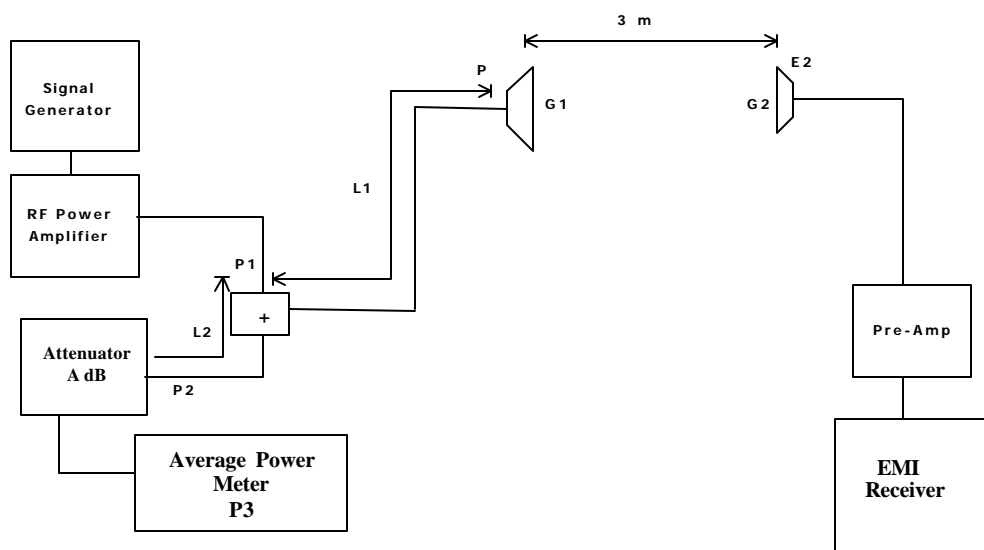 3 m
Signal
Generator
P
E2
G1
G2
L1
RF Power
Amplifier
P1
+
L2
Attenuator
A dB
P2
Pre-Amp
Average Power
Meter
P3
EMI
Receiver